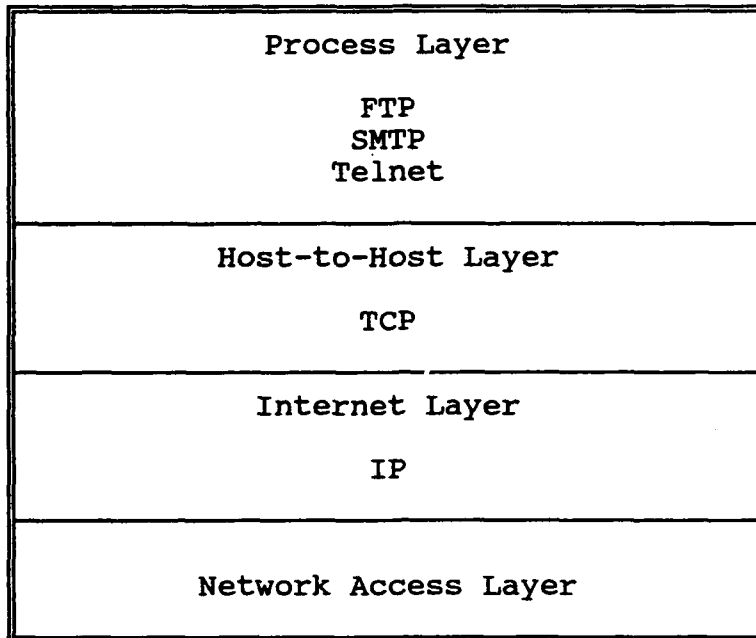 Process Layer
FTP
SMTP
Telnet
Host-to-Host Layer
TCP
Internet Layer
IP
Network Access Layer